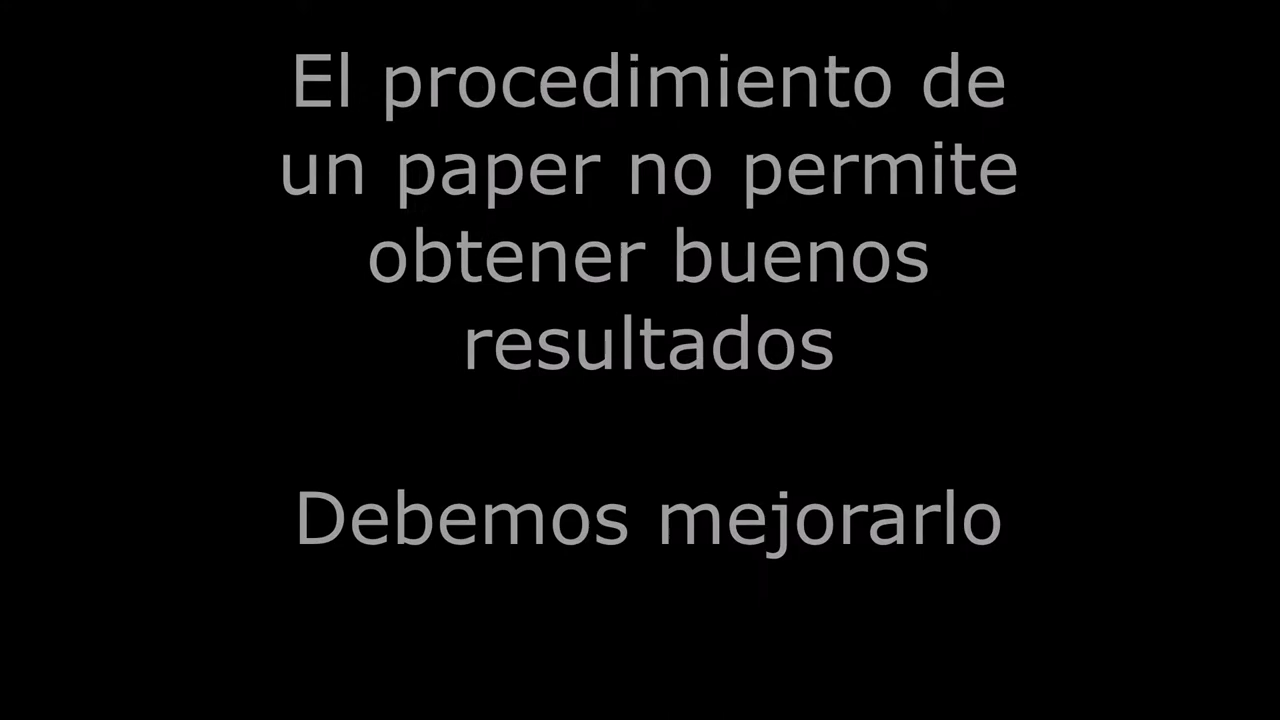 El procedimiento de
un paper no permite
obtener buenos
resultados
Debemos mejorarlo